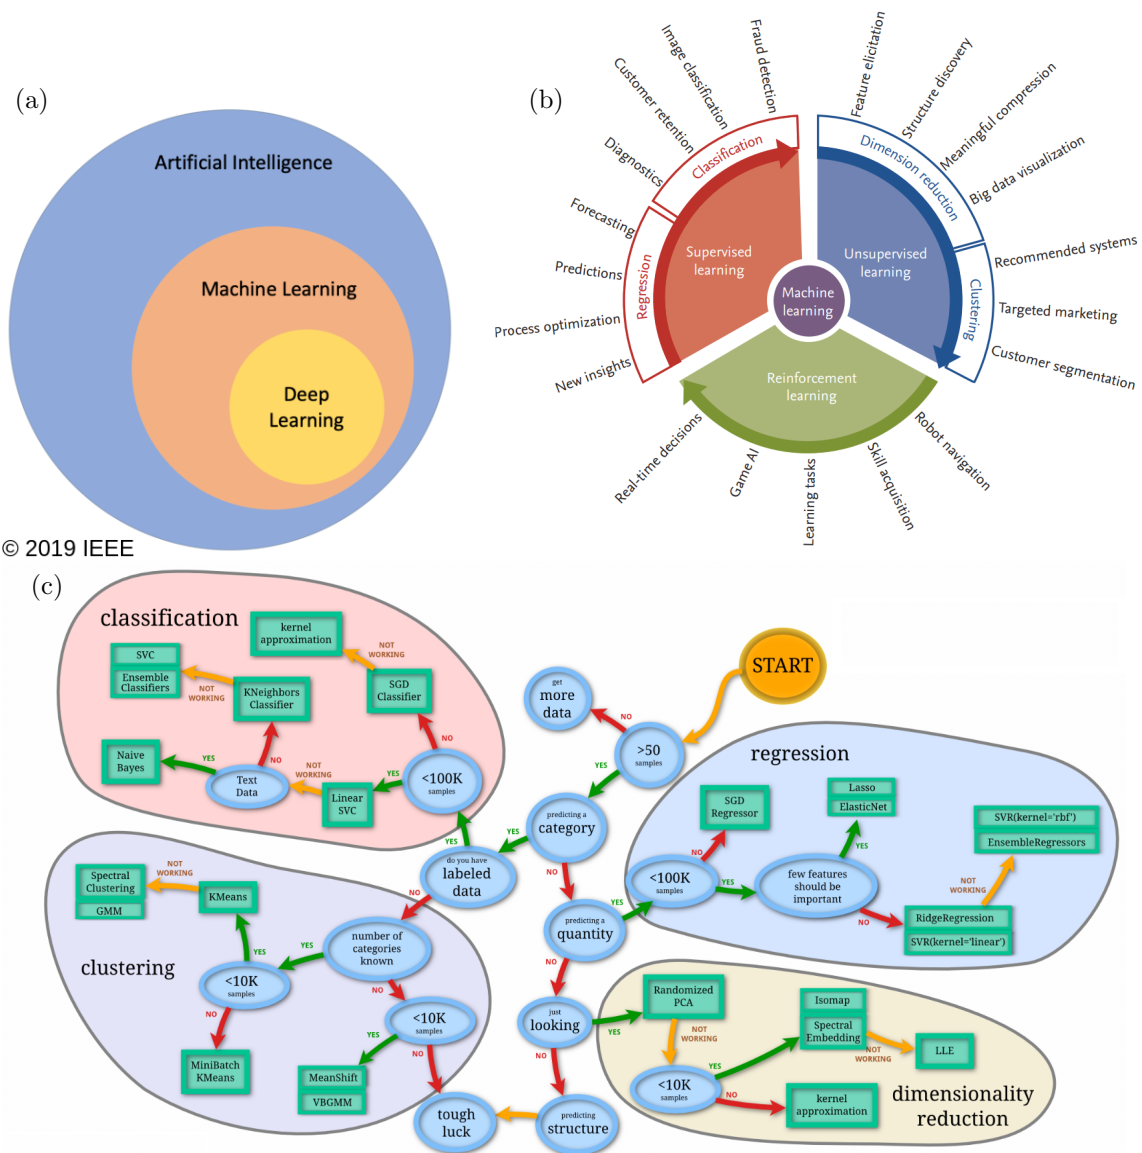 (a)
Artificial Intelligence
Machine Learning
Deep
Learning
© 2019 IEEE
(b)
Machine
learning
Supervised
learning
Classification
Fraud detection
Image classification
Customer retention
Diagnostics
Regression
Forecasting
Predictions
Process optimization
New insights
Unsupervised
learning
Dimension reduction
Feature elicitation
Structure discovery
Meaningful compression
Big data visualization
Clustering
Recommended systems
Targeted marketing
Customer segmentation
Reinforcement
learning
Real-time decisions
Game AI
Learning tasks
Skill acquisition
Robot navigation
(c)
START
>50
samples
NO
get
more
data
YES
predicting a
category
YES
do you have
labeled
data
YES
classification
<100K
samples
NO
SGD
Classifier
NOT
WORKING
kernel
approximation
YES
Linear
SVC
NOT
WORKING
Text
Data
YES
Naive
Bayes
NO
KNeighbors
Classifier
NOT
WORKING
SVC
Ensemble
Classifiers
NO
clustering
number of
categories
known
YES
<10K
samples
YES
KMeans
NOT
WORKING
Spectral
Clustering
GMM
NO
MiniBatch
KMeans
NO
<10K
samples
YES
MeanShift
VBGMM
NO
tough
luck
NO
predicting a
quantity
YES
regression
<100K
samples
NO
SGD
Regressor
YES
few features
should be
important
YES
Lasso
ElasticNet
NO
RidgeRegression
SVR(kernel='linear')
NOT
WORKING
SVR(kernel='rbf')
EnsembleRegressors
NO
just
looking
YES
dimensionality
reduction
Randomized
PCA
NOT
WORKING
<10K
samples
YES
Isomap
Spectral
Embedding
NOT
WORKING
LLE
NO
kernel
approximation
NO
predicting
structure